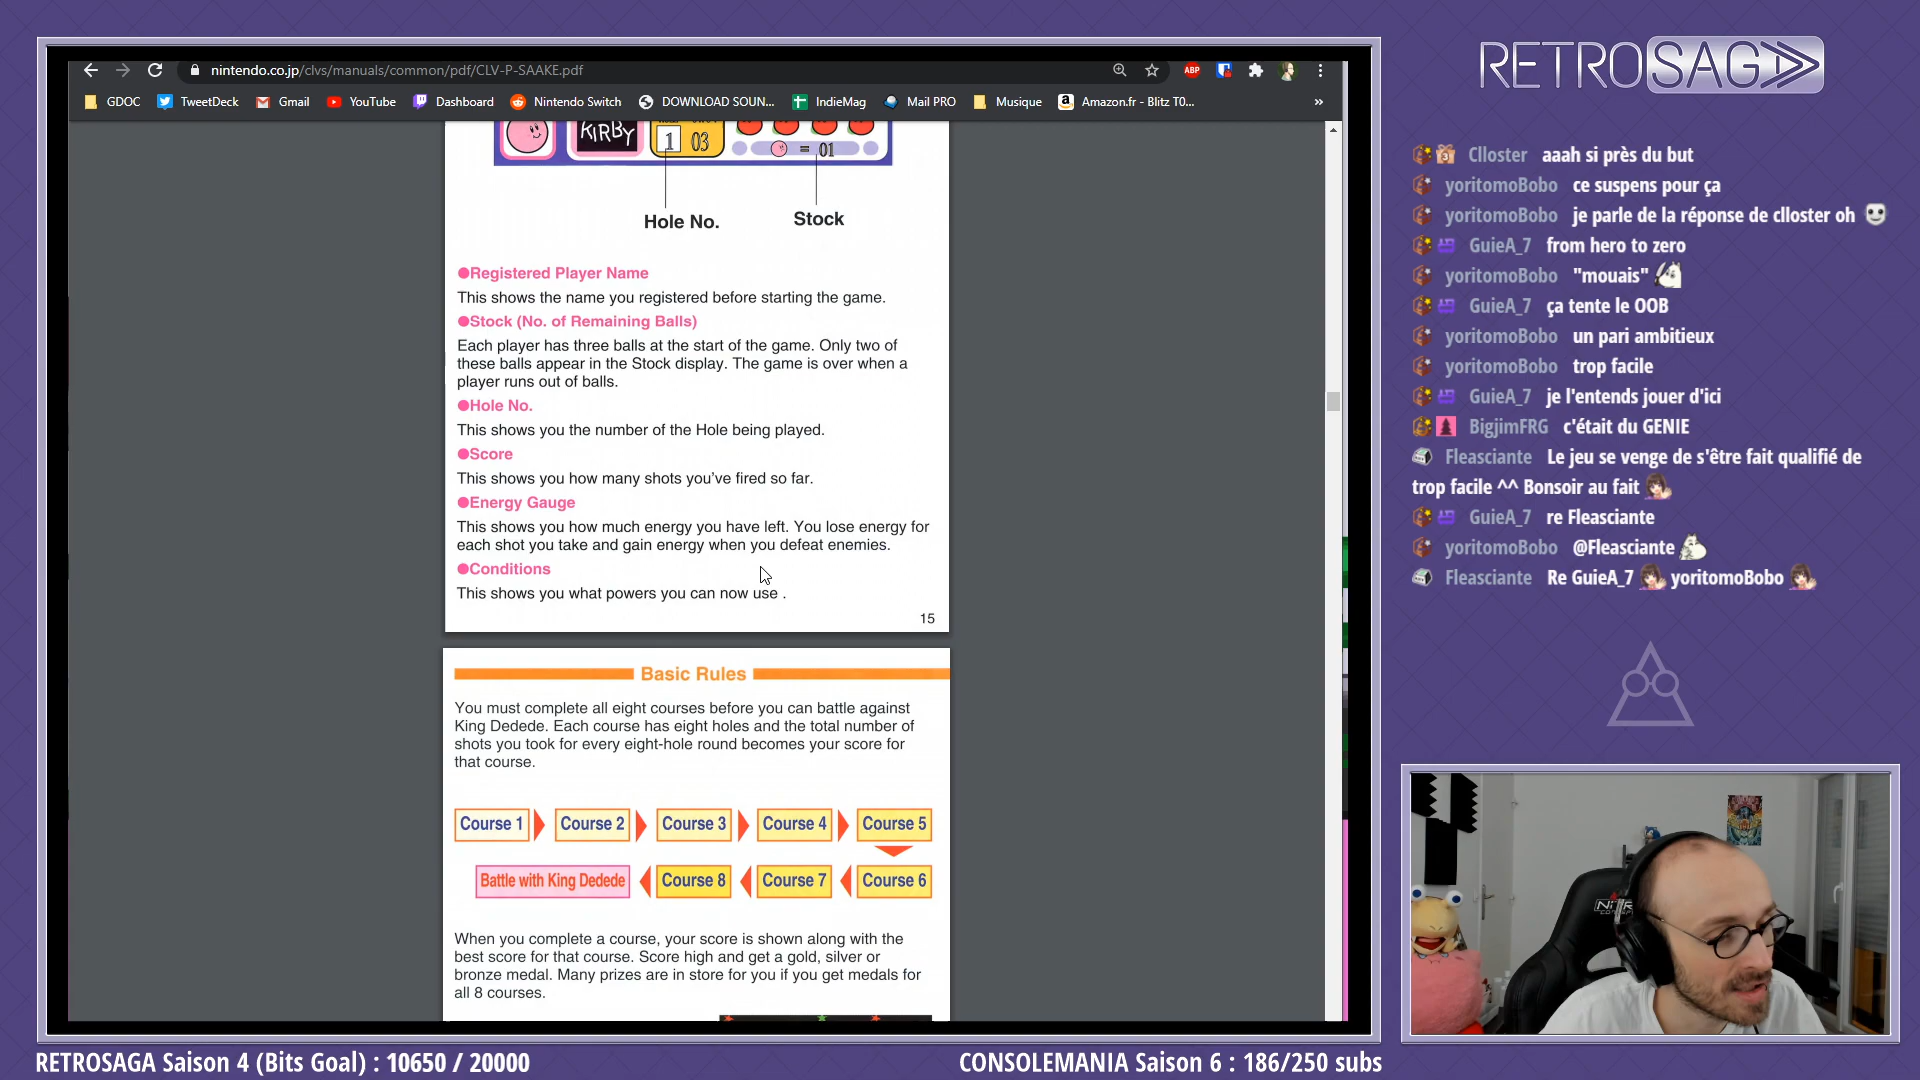 nintendo.co.jp/clvs/manuals/common/pdf/CLV-P-SAAKE.pdf
ABP
GDOC TweetDeck Gmail YouTube Dashboard Nintendo Switch DOWNLOAD SOUN... IndieMag Mail PRO Musique Amazon.fr - Blitz T0... »
KIRBY 1 03 = 01
Hole No. Stock
●Registered Player Name
This shows the name you registered before starting the game.
●Stock (No. of Remaining Balls)
Each player has three balls at the start of the game. Only two of
these balls appear in the Stock display. The game is over when a
player runs out of balls.
●Hole No.
This shows you the number of the Hole being played.
●Score
This shows you how many shots you've fired so far.
●Energy Gauge
This shows you how much energy you have left. You lose energy for
each shot you take and gain energy when you defeat enemies.
●Conditions
This shows you what powers you can now use .
15
Basic Rules
You must complete all eight courses before you can battle against
King Dedede. Each course has eight holes and the total number of
shots you took for every eight-hole round becomes your score for
that course.
Course 1 Course 2 Course 3 Course 4 Course 5
Battle with King Dedede Course 8 Course 7 Course 6
When you complete a course, your score is shown along with the
best score for that course. Score high and get a gold, silver or
bronze medal. Many prizes are in store for you if you get medals for
all 8 courses.
RETROSAGA
Clloster aaah si près du but
yoritomoBobo ce suspens pour ça
yoritomoBobo je parle de la réponse de clloster oh
GuieA_7 from hero to zero
yoritomoBobo "mouais"
GuieA_7 ça tente le OOB
yoritomoBobo un pari ambitieux
yoritomoBobo trop facile
GuieA_7 je l'entends jouer d'ici
BigjimFRG c'était du GENIE
Fleasciante Le jeu se venge de s'être fait qualifié de
trop facile ^^ Bonsoir au fait
GuieA_7 re Fleasciante
yoritomoBobo @Fleasciante
Fleasciante Re GuieA_7 yoritomoBobo
RETROSAGA Saison 4 (Bits Goal) : 10650 / 20000
CONSOLEMANIA Saison 6 : 186/250 subs